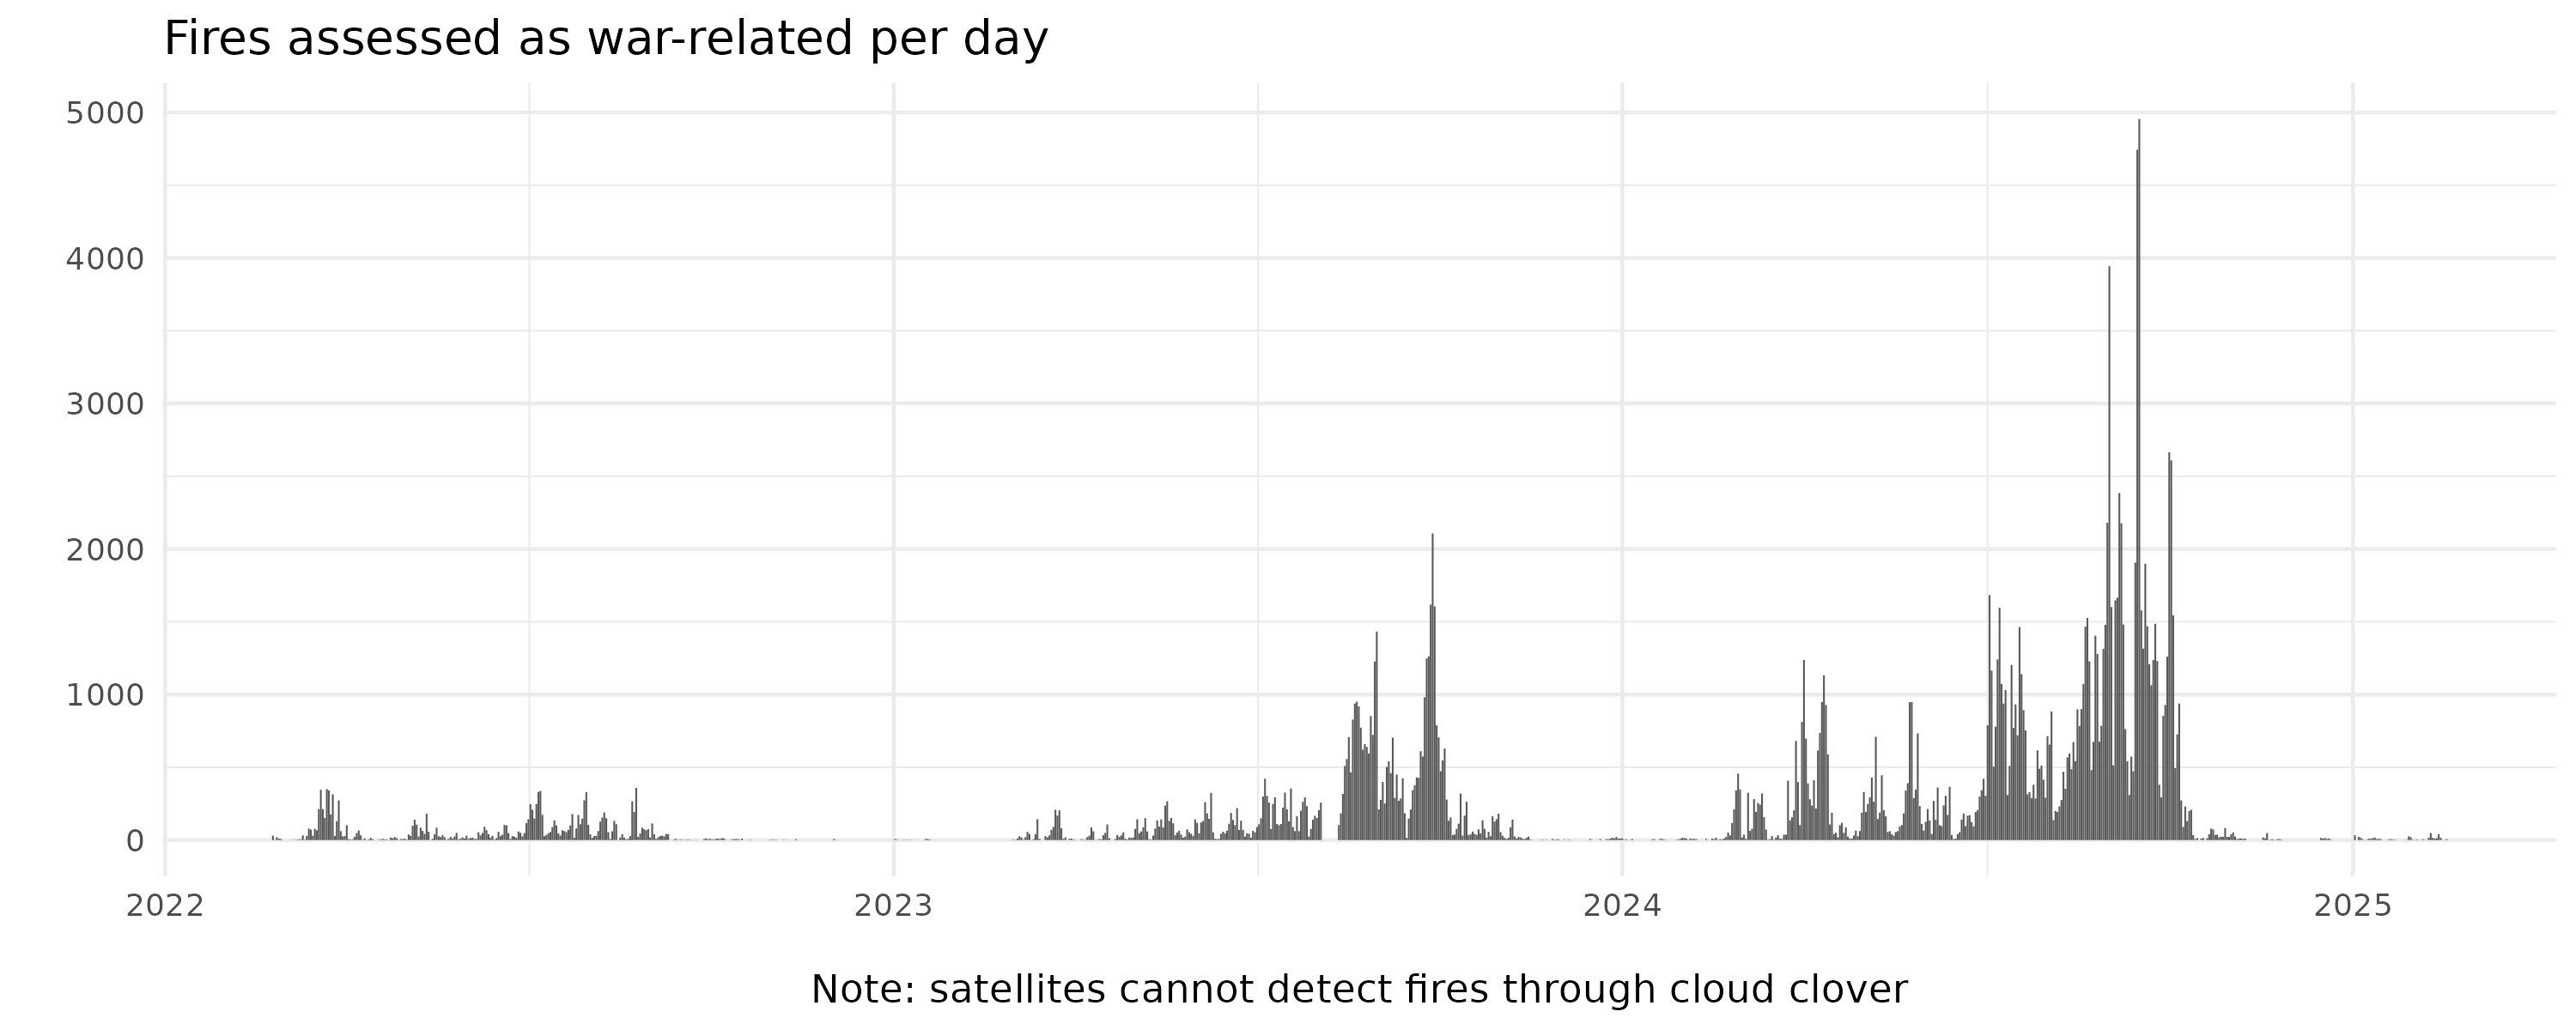 Fires assessed as war-related per day
5000
4000
3000
2000
1000
0
2022 2023 2024 2025
Note: satellites cannot detect fires through cloud clover